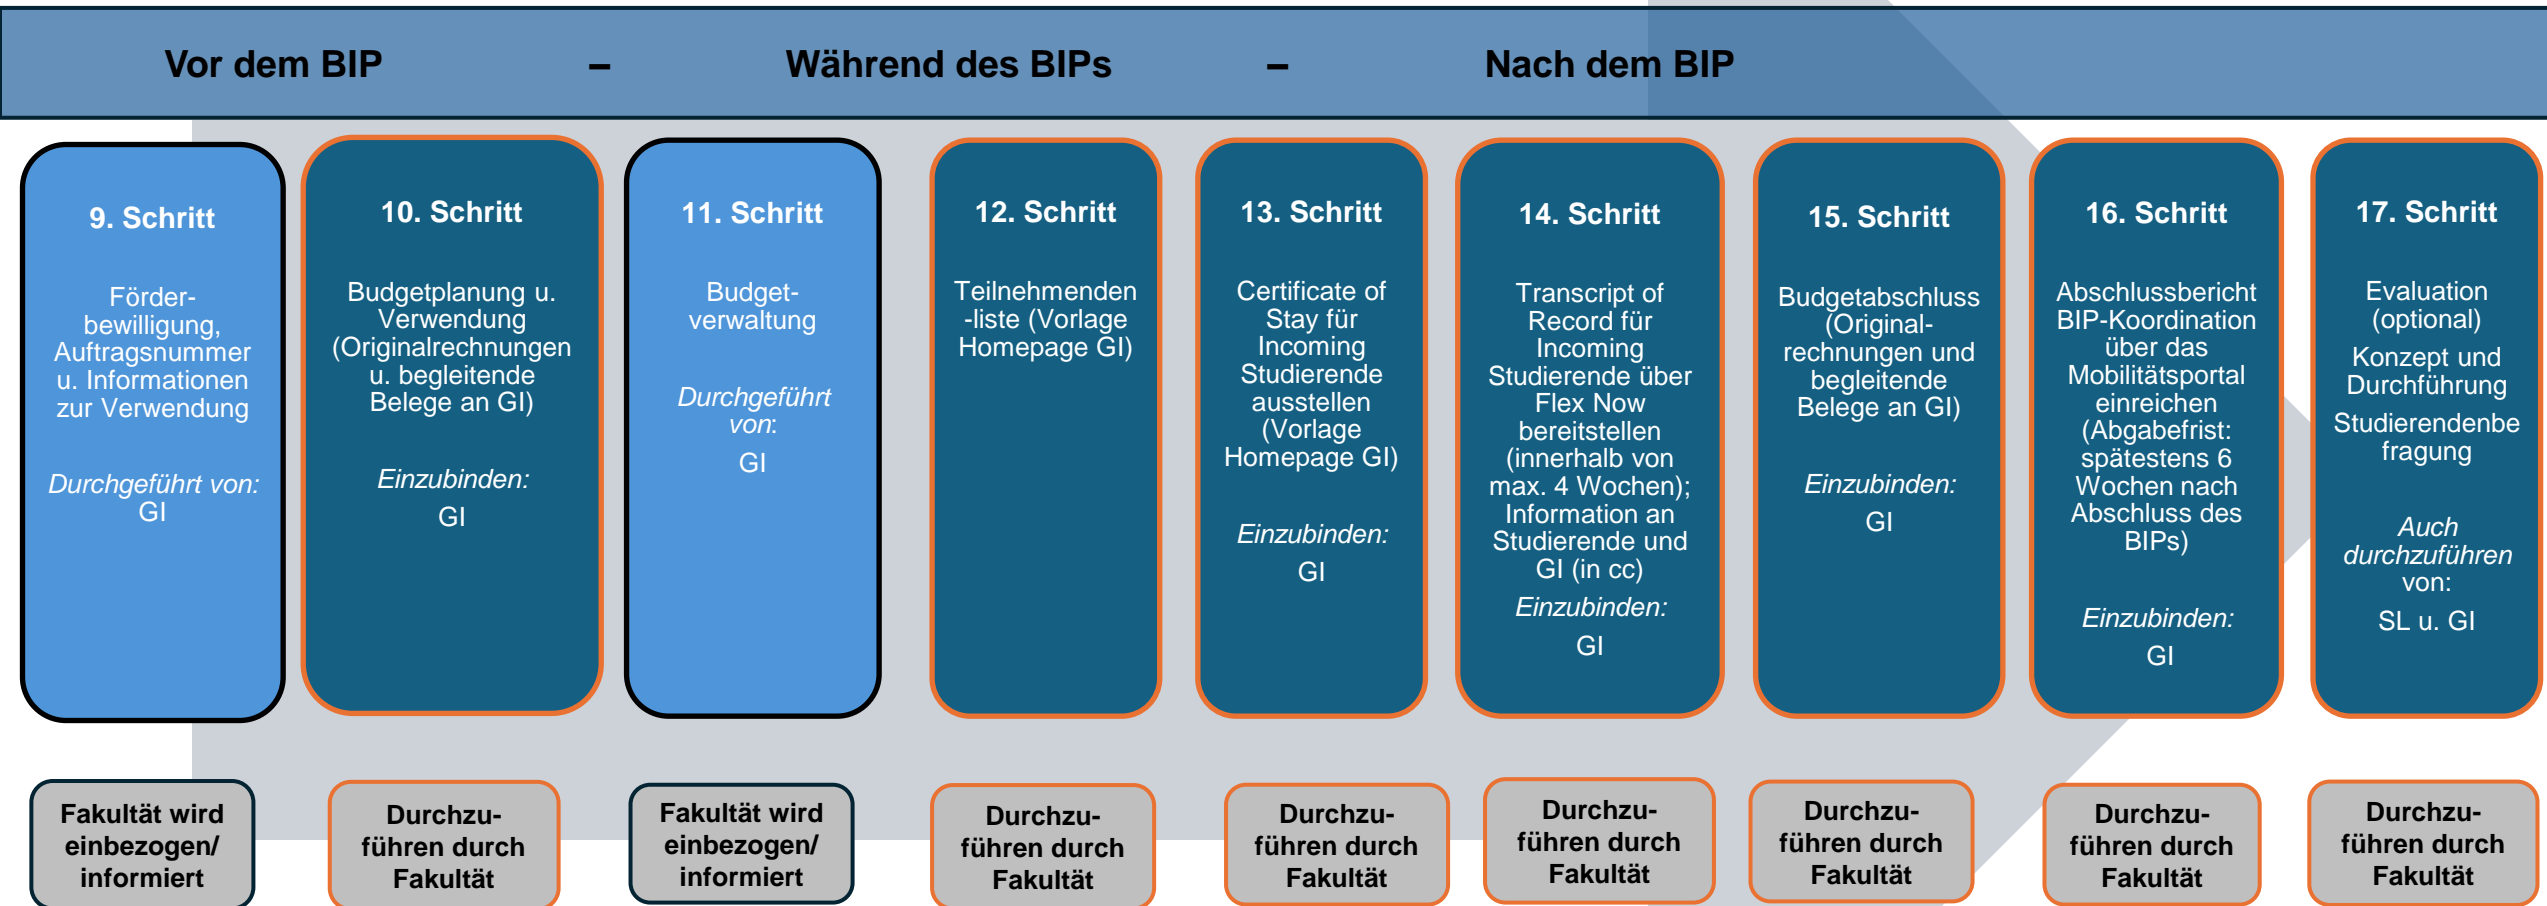 Vor dem BIP – Während des BIPs – Nach dem BIP
9. Schritt
Förder-
bewilligung,
Auftragsnummer
u. Informationen
zur Verwendung
Durchgeführt von:
GI
10. Schritt
Budgetplanung u.
Verwendung
(Originalrechnungen
u. begleitende
Belege an GI)
Einzubinden:
GI
11. Schritt
Budget-
verwaltung
Durchgeführt
von:
GI
12. Schritt
Teilnehmenden
-liste (Vorlage
Homepage GI)
13. Schritt
Certificate of
Stay für
Incoming
Studierende
ausstellen
(Vorlage
Homepage GI)
Einzubinden:
GI
14. Schritt
Transcript of
Record für
Incoming
Studierende über
Flex Now
bereitstellen
(innerhalb von
max. 4 Wochen);
Information an
Studierende und
GI (in cc)
Einzubinden:
GI
15. Schritt
Budgetabschluss
(Original-
rechnungen und
begleitende
Belege an GI)
Einzubinden:
GI
16. Schritt
Abschlussbericht
BIP-Koordination
über das
Mobilitätsportal
einreichen
(Abgabefrist:
spätestens 6
Wochen nach
Abschluss des
BIPs)
Einzubinden:
GI
17. Schritt
Evaluation
(optional)
Konzept und
Durchführung
Studierendenbe
fragung
Auch
durchzuführen
von:
SL u. GI
Fakultät wird
einbezogen/
informiert
Durchzu-
führen durch
Fakultät
Fakultät wird
einbezogen/
informiert
Durchzu-
führen durch
Fakultät
Durchzu-
führen durch
Fakultät
Durchzu-
führen durch
Fakultät
Durchzu-
führen durch
Fakultät
Durchzu-
führen durch
Fakultät
Durchzu-
führen durch
Fakultät